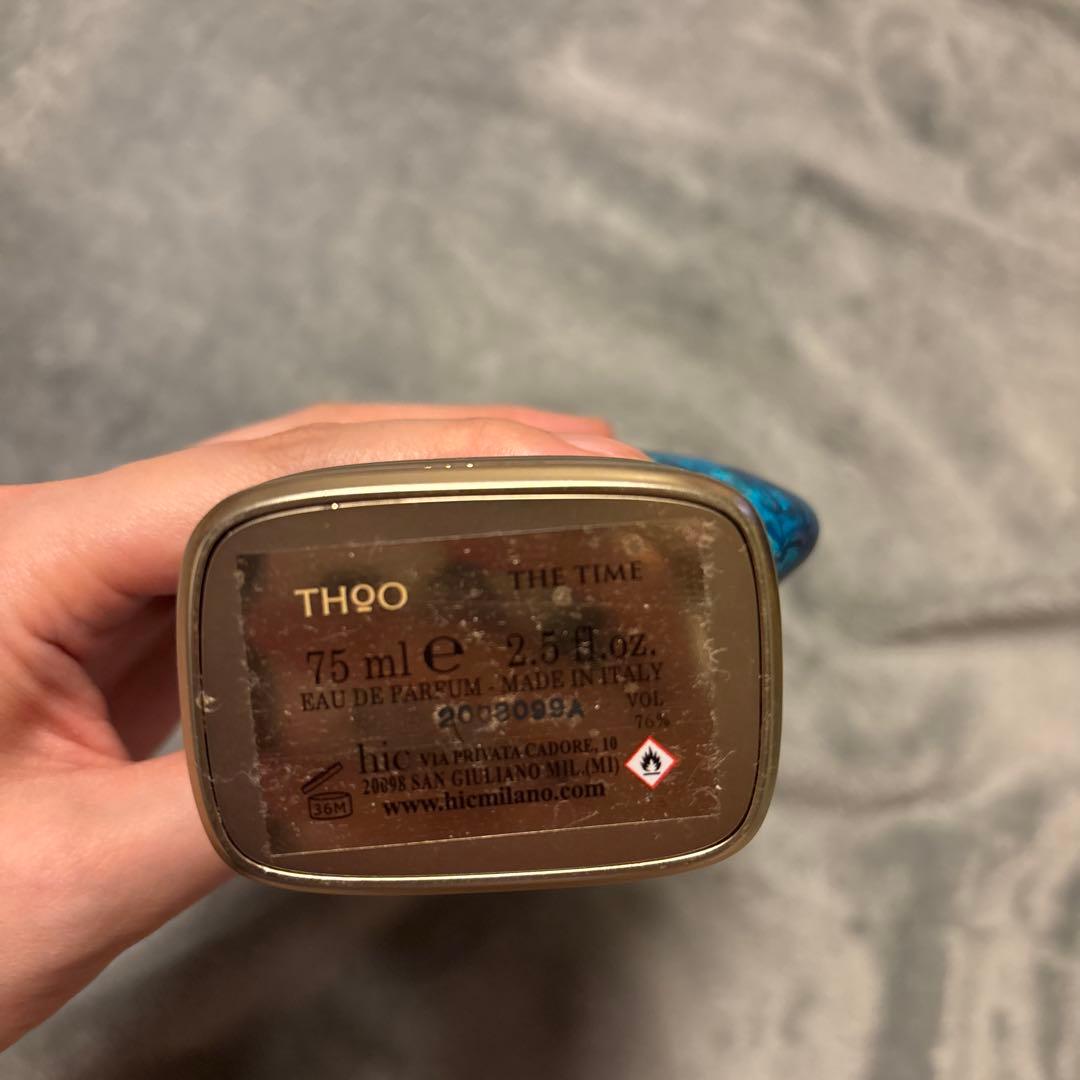 THOO THE TIME
75 ml e 2.5 fl.oz.
EAU DE PARFUM - MADE IN ITALY
2008099A VOL
76%
hic VIA PRIVATA CADORE, 10
20098 SAN GIULIANO MIL.(MI)
36M www.hicmilano.com